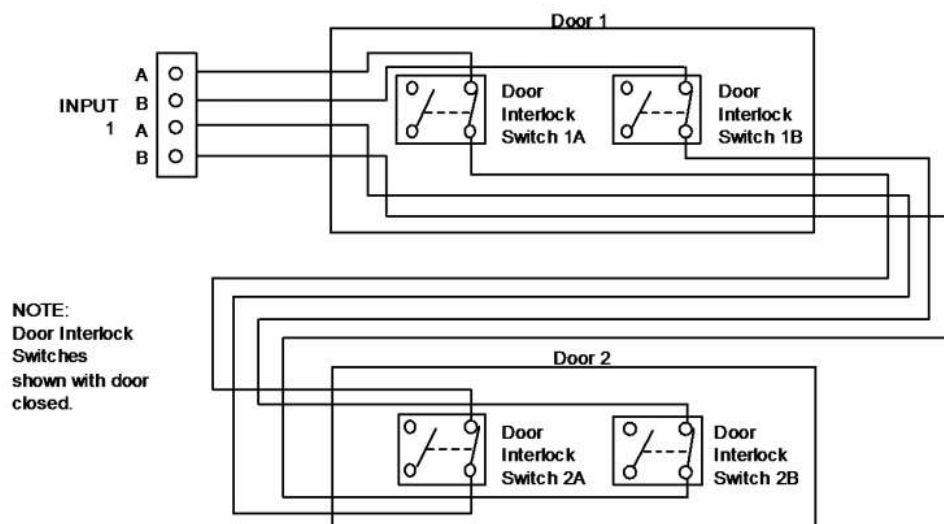 Door 1
A
B
A
B
INPUT
1
Door
Interlock
Switch 1A
Door
Interlock
Switch 1B
NOTE:
Door Interlock
Switches
shown with door
closed.
Door 2
Door
Interlock
Switch 2A
Door
Interlock
Switch 2B